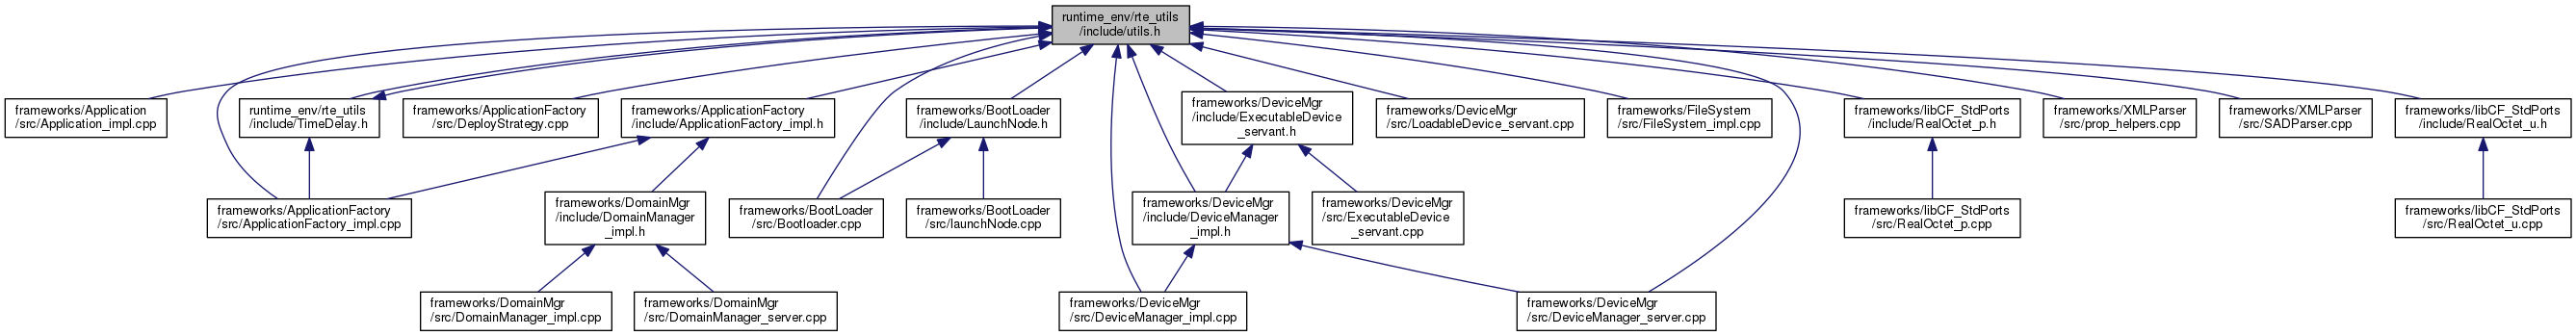 runtime_env/rte_utils
/include/utils.h
frameworks/Application
/src/Application_impl.cpp
runtime_env/rte_utils
/include/TimeDelay.h
frameworks/ApplicationFactory
/src/DeployStrategy.cpp
frameworks/ApplicationFactory
/include/ApplicationFactory_impl.h
frameworks/BootLoader
/include/LaunchNode.h
frameworks/DeviceMgr
/include/ExecutableDevice
_servant.h
frameworks/DeviceMgr
/src/LoadableDevice_servant.cpp
frameworks/FileSystem
/src/FileSystem_impl.cpp
frameworks/libCF_StdPorts
/include/RealOctet_p.h
frameworks/XMLParser
/src/prop_helpers.cpp
frameworks/XMLParser
/src/SADParser.cpp
frameworks/libCF_StdPorts
/include/RealOctet_u.h
frameworks/ApplicationFactory
/src/ApplicationFactory_impl.cpp
frameworks/DomainMgr
/include/DomainManager
_impl.h
frameworks/BootLoader
/src/Bootloader.cpp
frameworks/BootLoader
/src/launchNode.cpp
frameworks/DeviceMgr
/include/DeviceManager
_impl.h
frameworks/DeviceMgr
/src/ExecutableDevice
_servant.cpp
frameworks/libCF_StdPorts
/src/RealOctet_p.cpp
frameworks/libCF_StdPorts
/src/RealOctet_u.cpp
frameworks/DomainMgr
/src/DomainManager_impl.cpp
frameworks/DomainMgr
/src/DomainManager_server.cpp
frameworks/DeviceMgr
/src/DeviceManager_impl.cpp
frameworks/DeviceMgr
/src/DeviceManager_server.cpp